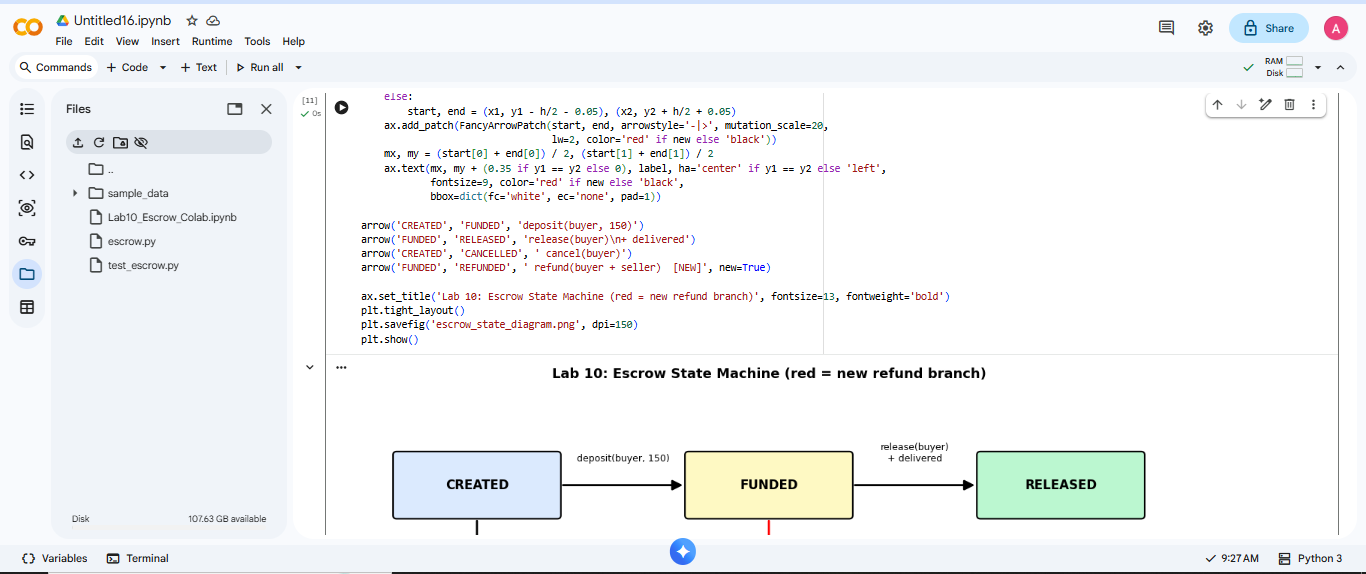 Untitled16.ipynb
File Edit View Insert Runtime Tools Help
Share
A
Commands + Code + Text Run all
RAM
Disk
Files
..
sample_data
Lab10_Escrow_Colab.ipynb
escrow.py
test_escrow.py
Disk 107.63 GB available
[11]
0s
else:
start, end = (x1, y1 - h/2 - 0.05), (x2, y2 + h/2 + 0.05)
ax.add_patch(FancyArrowPatch(start, end, arrowstyle='-|>', mutation_scale=20,
lw=2, color='red' if new else 'black'))
mx, my = (start[0] + end[0]) / 2, (start[1] + end[1]) / 2
ax.text(mx, my + (0.35 if y1 == y2 else 0), label, ha='center' if y1 == y2 else 'left',
fontsize=9, color='red' if new else 'black',
bbox=dict(fc='white', ec='none', pad=1))
arrow('CREATED', 'FUNDED', 'deposit(buyer, 150)')
arrow('FUNDED', 'RELEASED', 'release(buyer)\n+ delivered')
arrow('CREATED', 'CANCELLED', ' cancel(buyer)')
arrow('FUNDED', 'REFUNDED', ' refund(buyer + seller)  [NEW]', new=True)
ax.set_title('Lab 10: Escrow State Machine (red = new refund branch)', fontsize=13, fontweight='bold')
plt.tight_layout()
plt.savefig('escrow_state_diagram.png', dpi=150)
plt.show()
Lab 10: Escrow State Machine (red = new refund branch)
deposit(buyer, 150)
release(buyer)
+ delivered
CREATED FUNDED RELEASED
Variables Terminal
9:27 AM Python 3